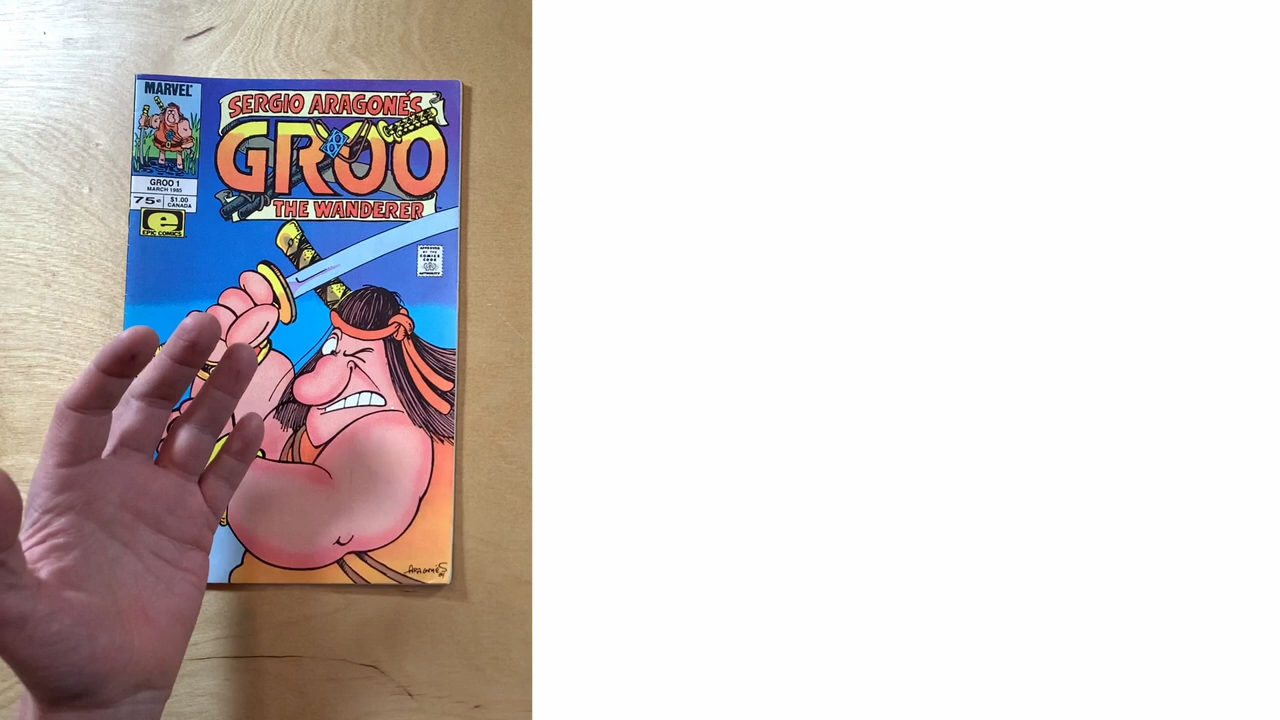 MARVEL
GROO 1
MARCH 1985
75¢
$1.00
CANADA
e
EPIC COMICS
SERGIO ARAGONÉS
GROO
THE WANDERER
APPROVED
BY THE
COMICS
CODE
AUTHORITY
ARAGONÉS